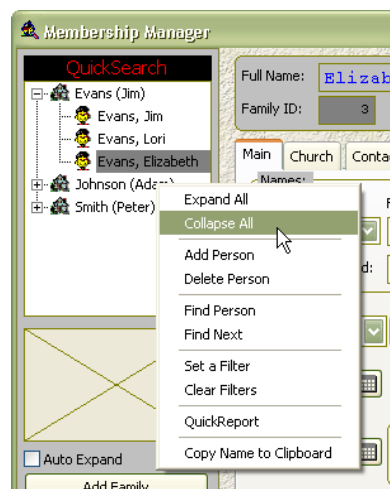 Membership Manager
QuickSearch
Evans (Jim)
Evans, Jim
Evans, Lori
Evans, Elizabeth
Johnson (Adam)
Smith (Peter)
Full Name: Elizab
Family ID: 3
Main Church Conta
Names:
d:
Expand All
Collapse All
Add Person
Delete Person
Find Person
Find Next
Set a Filter
Clear Filters
QuickReport
Copy Name to Clipboard
Auto Expand
Add Family